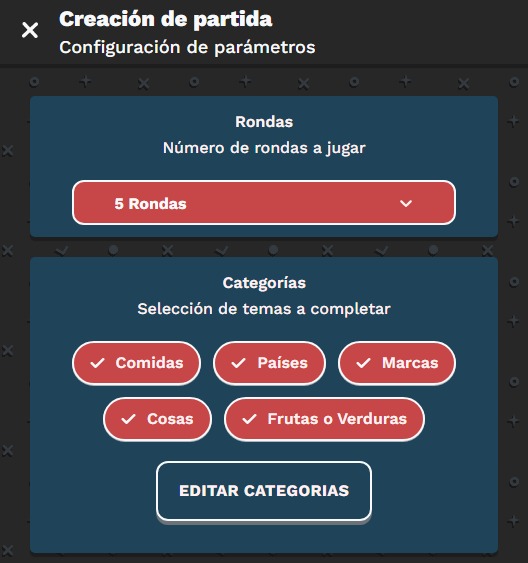 Creación de partida
Configuración de parámetros
Rondas
Número de rondas a jugar
5 Rondas
Categorías
Selección de temas a completar
Comidas Países Marcas
Cosas Frutas o Verduras
EDITAR CATEGORIAS